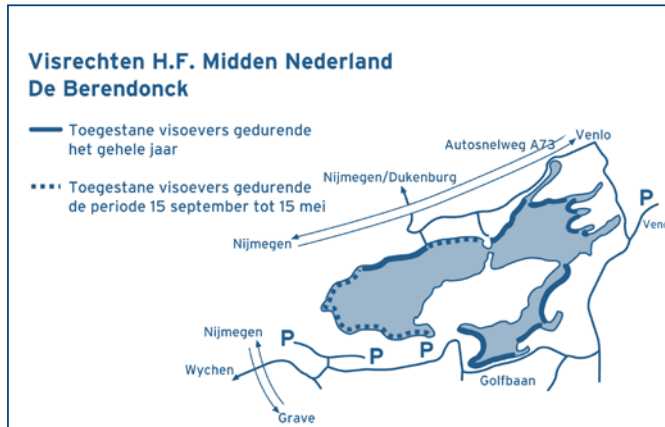 Visrechten H.F. Midden Nederland
De Berendonck
Toegestane visoevers gedurende
het gehele jaar
Toegestane visoevers gedurende
de periode 15 september tot 15 mei
Autosnelweg A73
Venlo
Nijmegen/Dukenburg
P
Nijmegen
Nijmegen
P
P
P
Wychen
Golfbaan
Grave